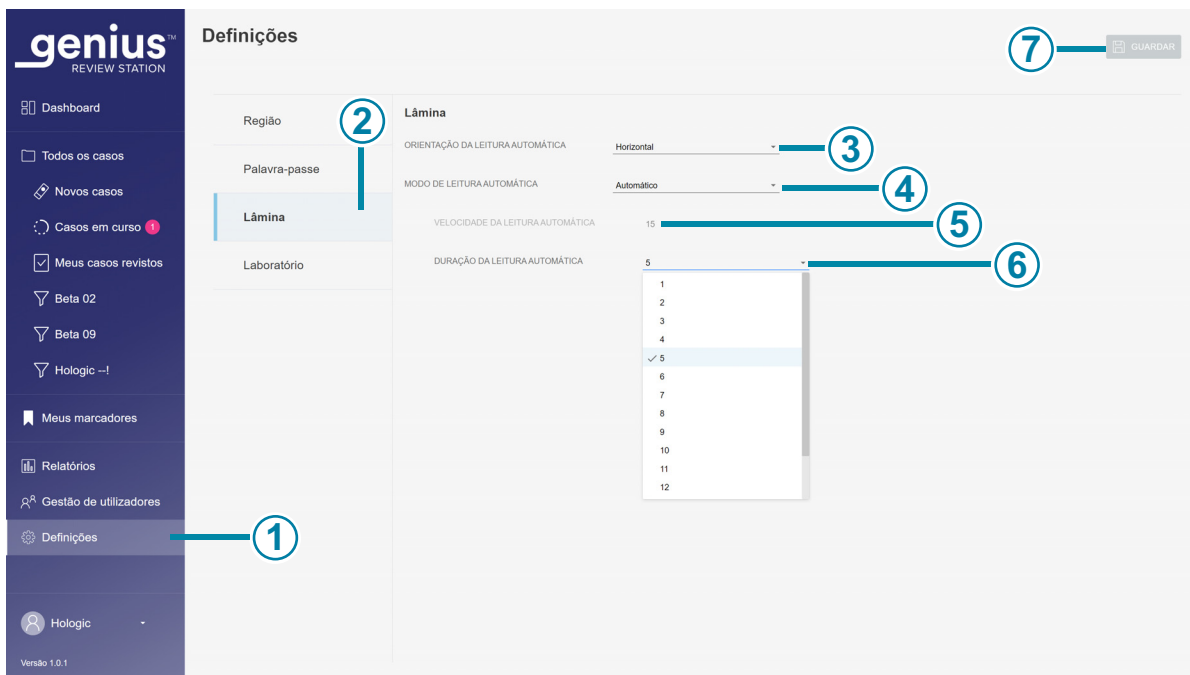 genius™
REVIEW STATION
Dashboard
Todos os casos
Novos casos
Casos em curso 1
Meus casos revistos
Beta 02
Beta 09
Hologic --!
Meus marcadores
Relatórios
Gestão de utilizadores
Definições
1
Hologic
Versão 1.0.1
Definições
7
GUARDAR
Região
2
Palavra-passe
Lâmina
Laboratório
Lâmina
ORIENTAÇÃO DA LEITURA AUTOMÁTICA Horizontal 3
MODO DE LEITURA AUTOMÁTICA Automático 4
VELOCIDADE DA LEITURA AUTOMÁTICA 15 5
DURAÇÃO DA LEITURA AUTOMÁTICA 5 6
1
2
3
4
5
6
7
8
9
10
11
12